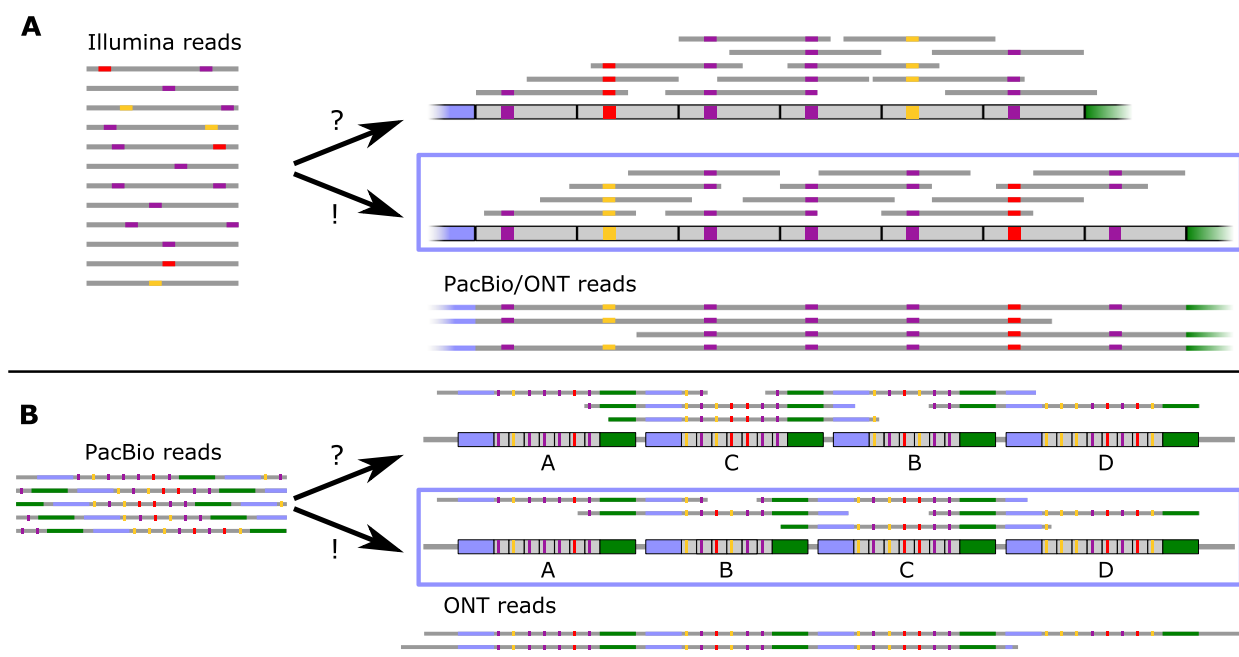 A
Illumina reads
?
!
PacBio/ONT reads
B
PacBio reads
?
!
A C B D
A B C D
ONT reads